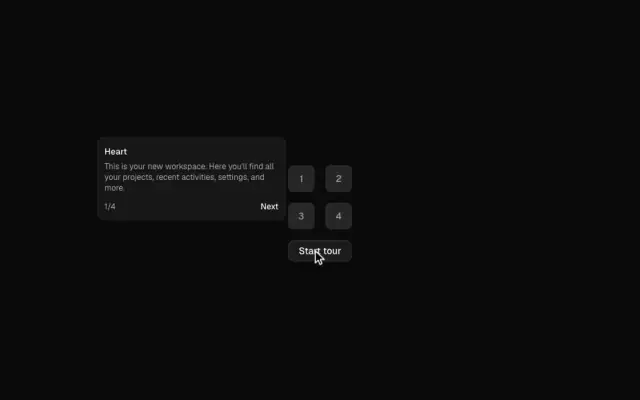 Heart
This is your new workspace. Here you'll find all
your projects, recent activities, settings, and
more.
1/4
Next
1
2
3
4
Start tour